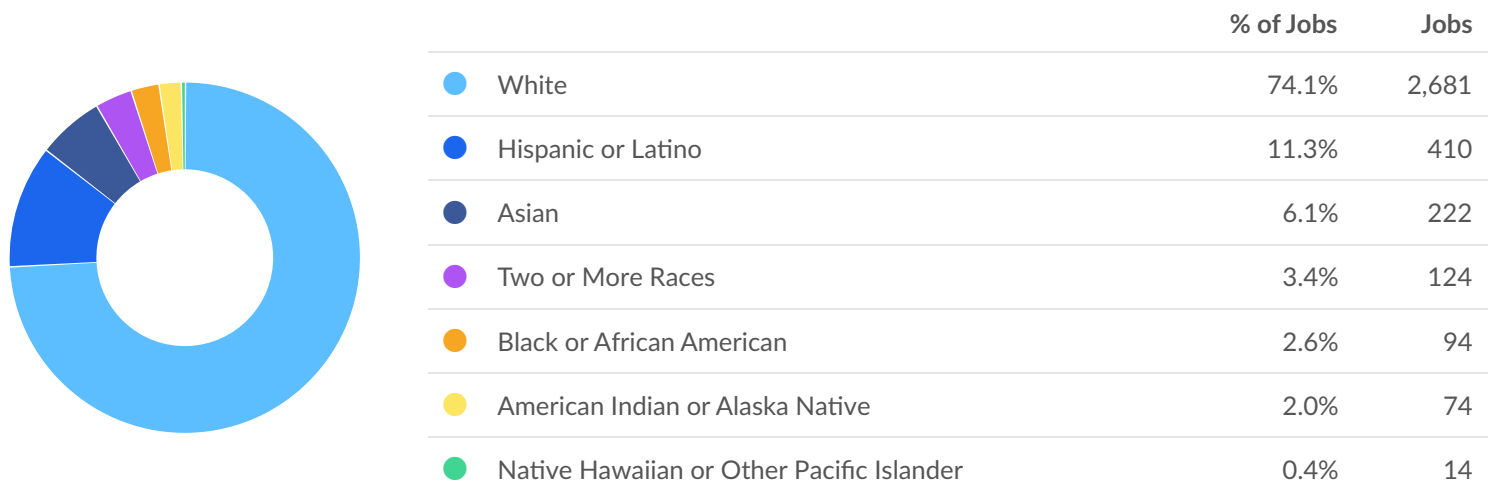 % of Jobs Jobs
White 74.1% 2,681
Hispanic or Latino 11.3% 410
Asian 6.1% 222
Two or More Races 3.4% 124
Black or African American 2.6% 94
American Indian or Alaska Native 2.0% 74
Native Hawaiian or Other Pacific Islander 0.4% 14